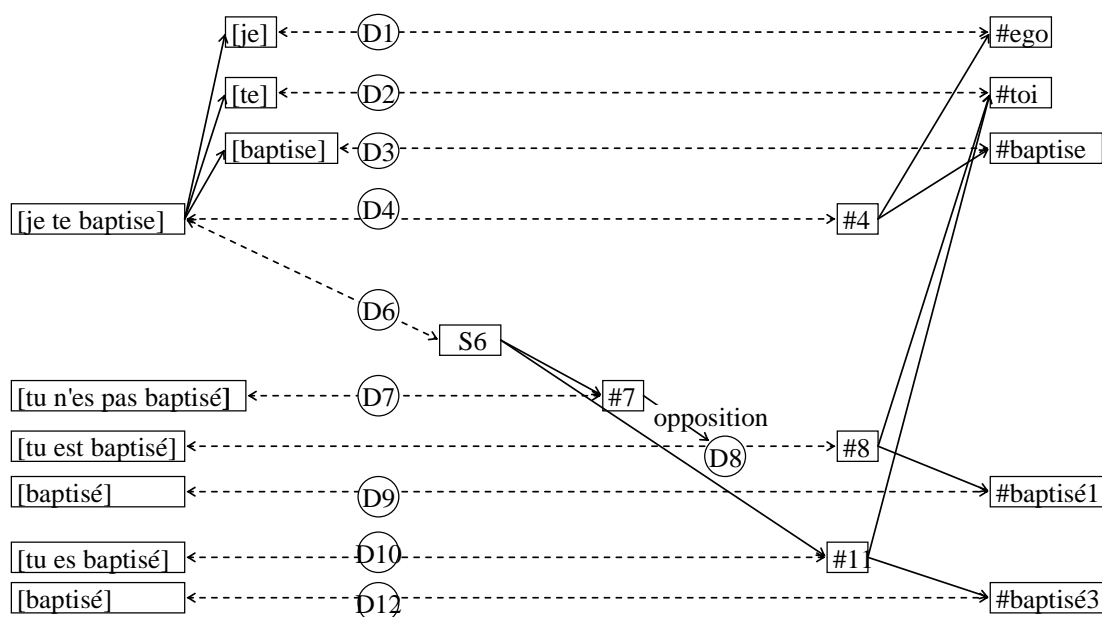 [je] D1 #ego
[te] D2 #toi
[baptise] D3 #baptise
[je te baptise] D4 #4
D6
S6
[tu n'es pas baptisé] D7 #7
opposition
[tu est baptisé] D8 #8
[baptisé] D9 #baptisé1
[tu es baptisé] D10 #11
[baptisé] D12 #baptisé3